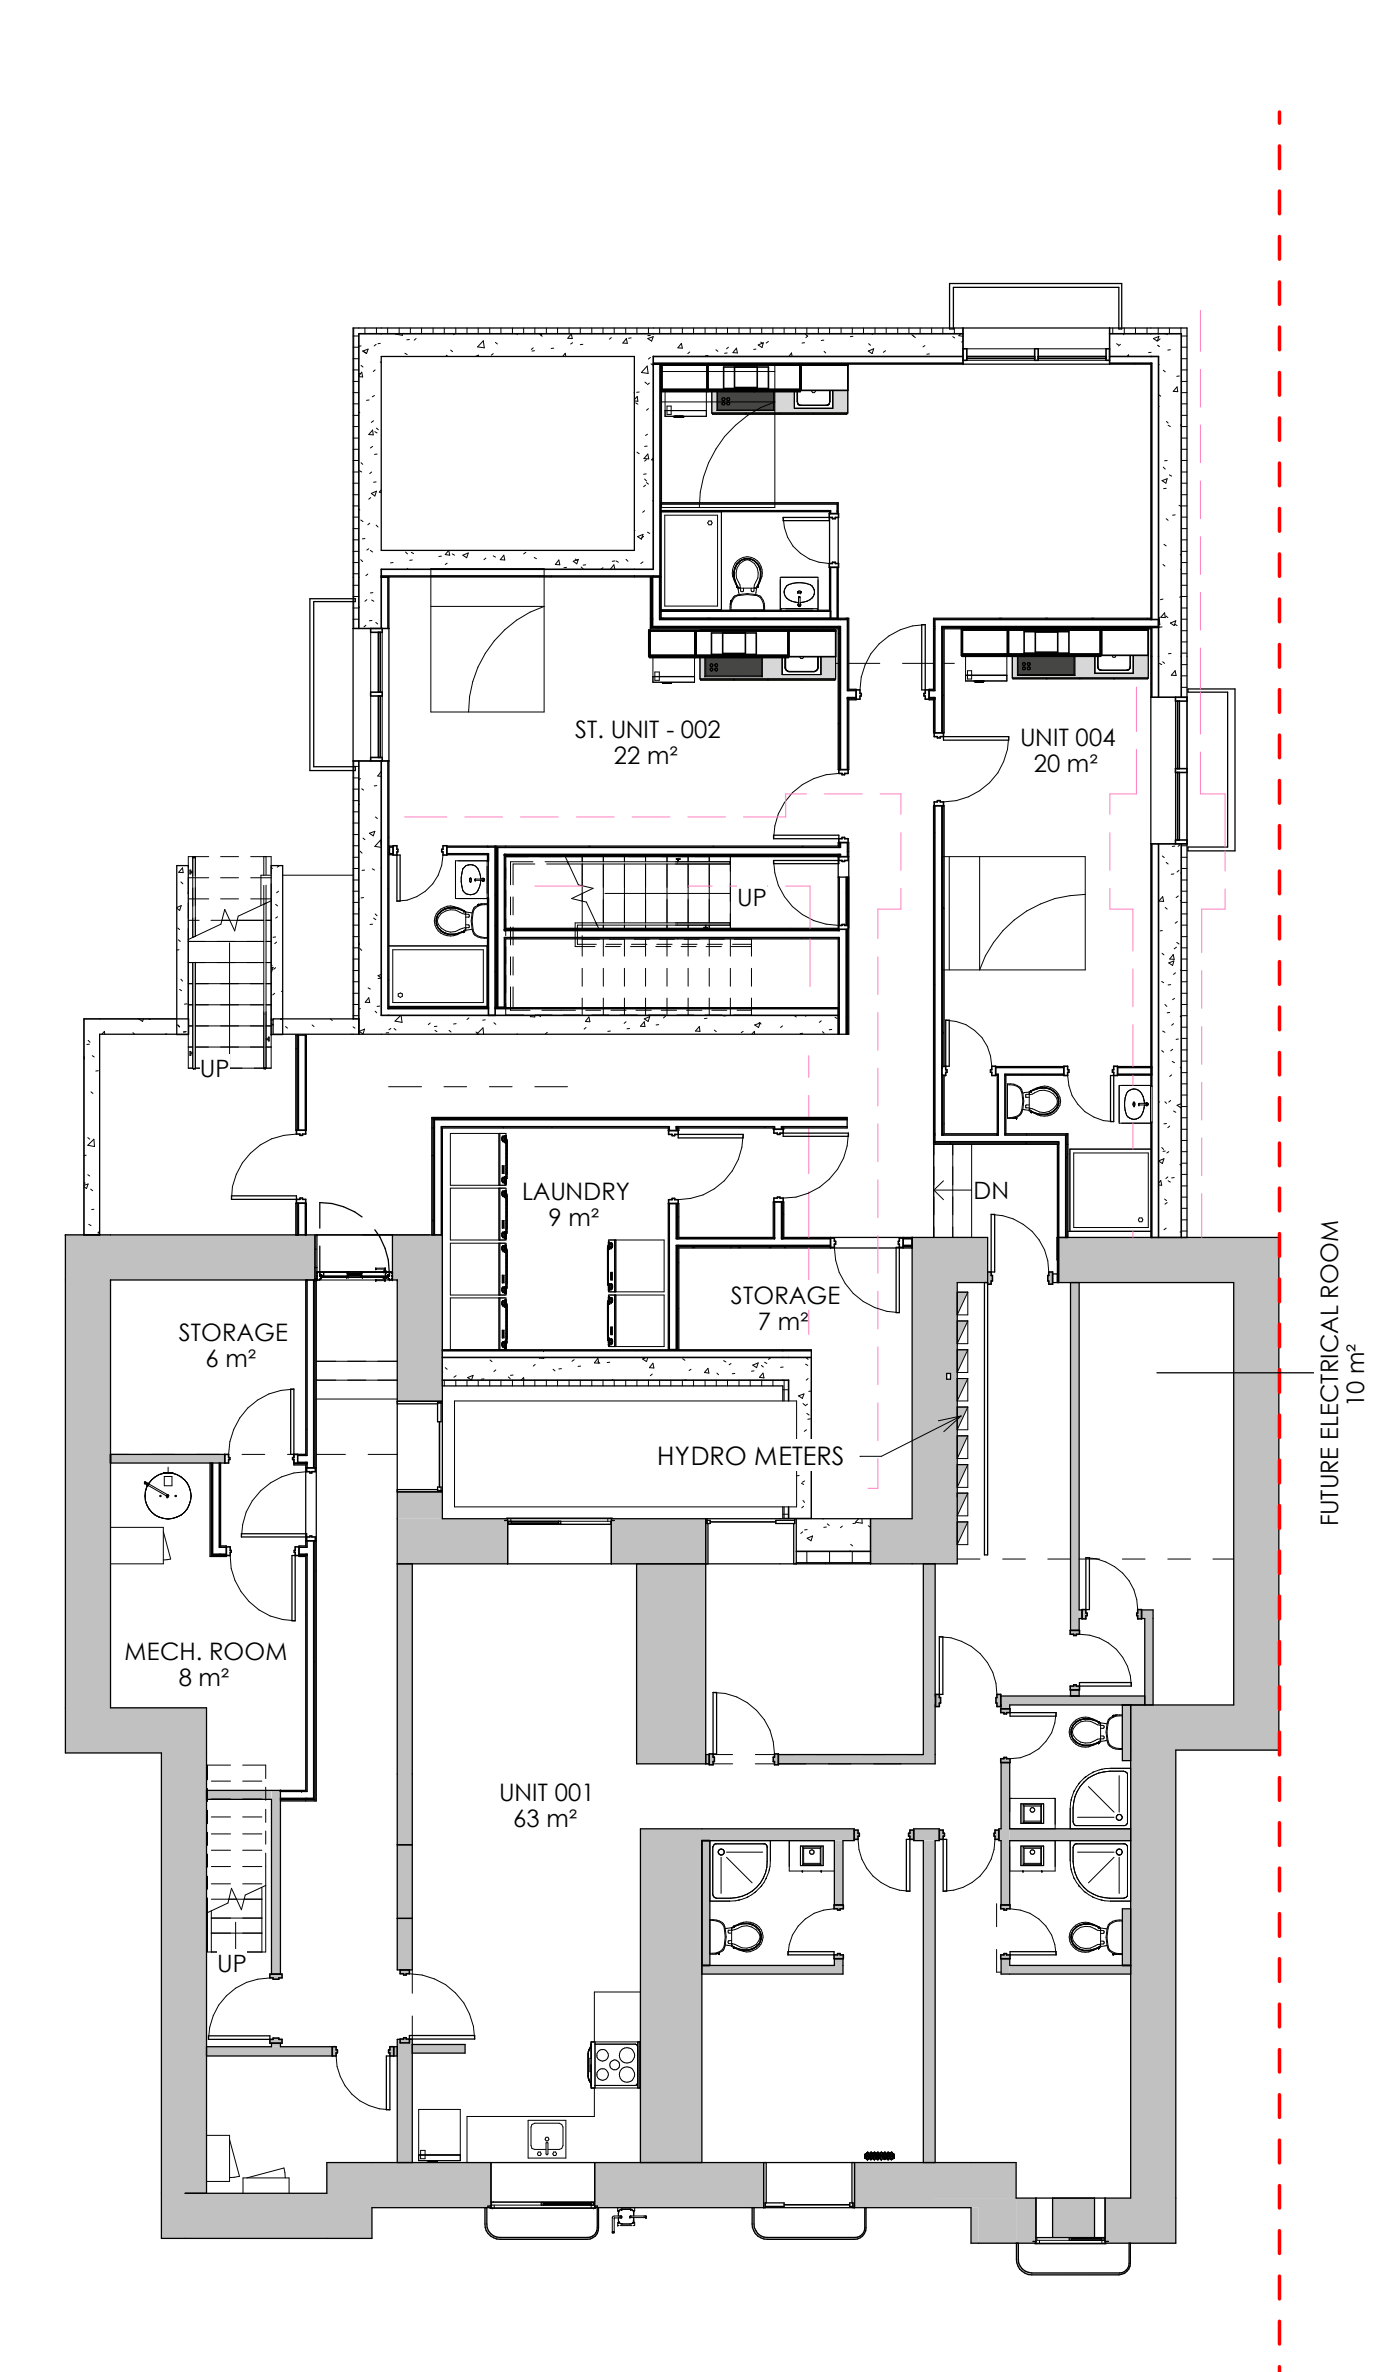 ST. UNIT - 002
22 m²
UNIT 004
20 m²
UP
UP
LAUNDRY
9 m²
DN
STORAGE
7 m²
STORAGE
6 m²
FUTURE ELECTRICAL ROOM
10 m²
HYDRO METERS
MECH. ROOM
8 m²
UNIT 001
63 m²
UP